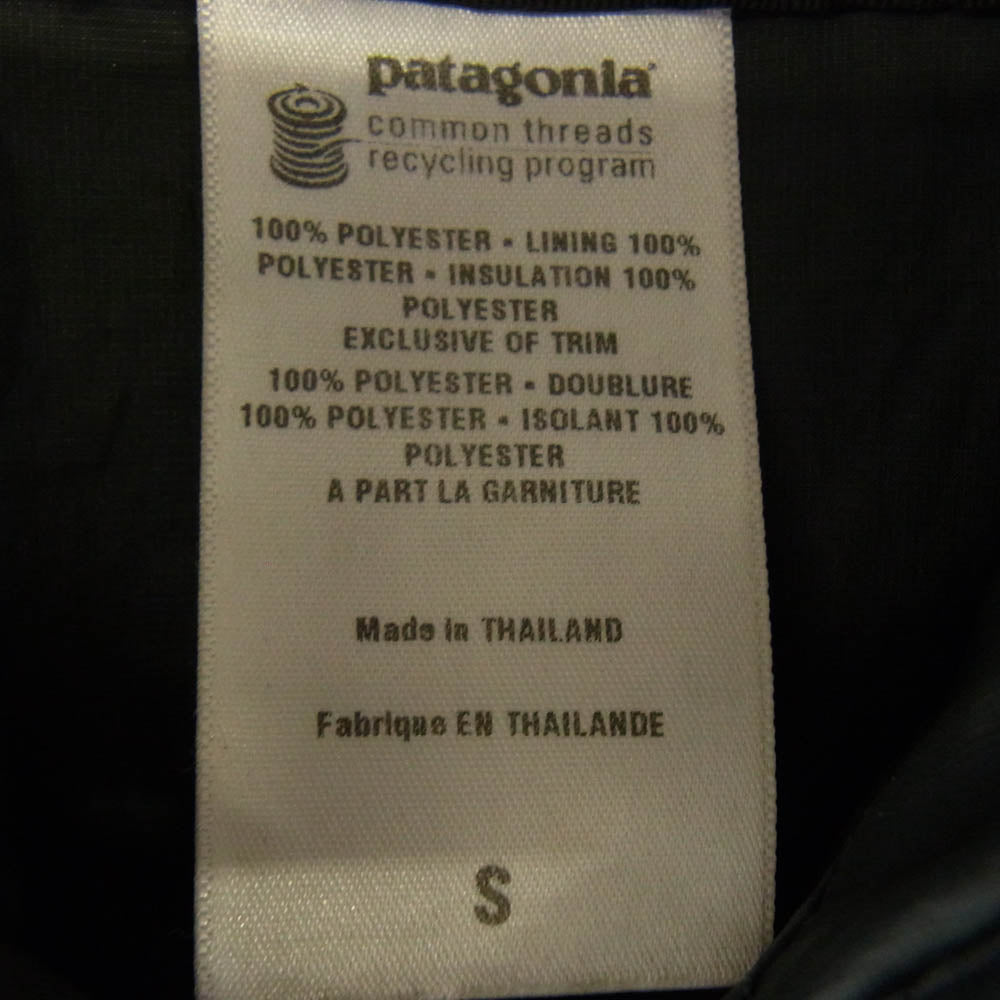 patagonia
common threads
recycling program
100% POLYESTER • LINING 100%
POLYESTER • INSULATION 100%
POLYESTER
EXCLUSIVE OF TRIM
100% POLYESTER • DOUBLURE
100% POLYESTER • ISOLANT 100%
POLYESTER
A PART LA GARNITURE
Made in THAILAND
Fabrique EN THAILANDE
S